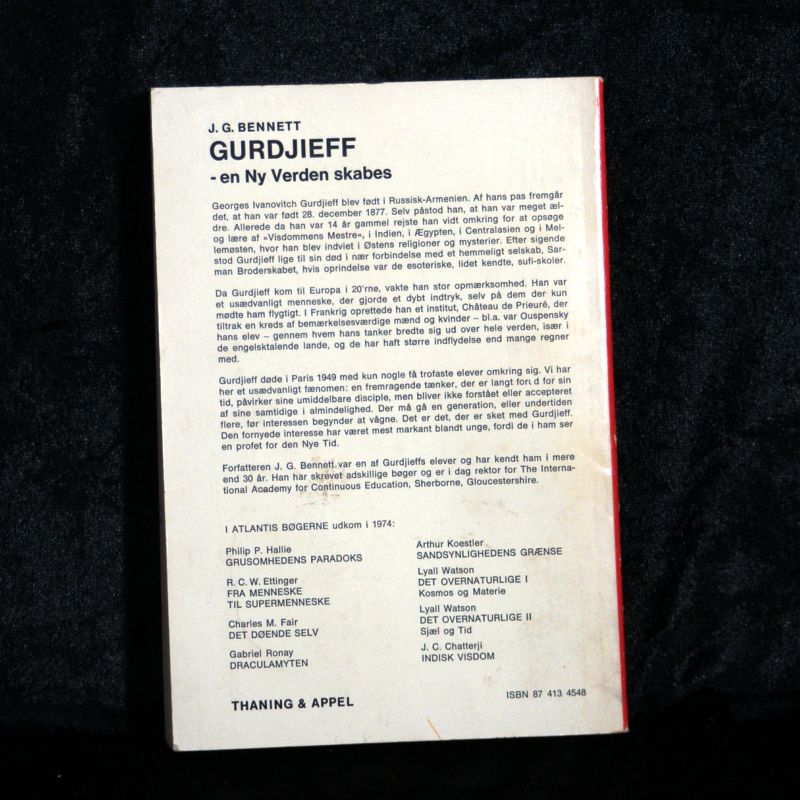 J. G. BENNETT
GURDJIEFF
- en Ny Verden skabes
Georges Ivanovitch Gurdjieff blev født i Russisk-Armenien. Af hans pas fremgår
det, at han var født 28. december 1877. Selv påstod han, at han var meget æl-
dre. Allerede da han var 14 år gammel rejste han vidt omkring for at opsøge
og lære af »Visdommens Mestre«, i Indien, i Ægypten, i Centralasien og i Mel-
lemøsten, hvor han blev indviet i Østens religioner og mysterier. Efter sigende
stod Gurdjieff lige til sin død i nær forbindelse med et hemmeligt selskab, Sar-
man Broderskabet, hvis oprindelse var de esoteriske, lidet kendte, sufi-skoler.
Da Gurdjieff kom til Europa i 20'rne, vakte han stor opmærksomhed. Han var
et usædvanligt menneske, der gjorde et dybt indtryk, selv på dem der kun
mødte ham flygtigt. I Frankrig oprettede han et institut, Château de Prieuré, der
tiltrak en kreds af bemærkelsesværdige mænd og kvinder – bl.a. var Ouspensky
hans elev – gennem hvem hans tanker bredte sig ud over hele verden, især i
de engelsktalende lande, og de har haft større indflydelse end mange regner
med.
Gurdjieff døde i Paris 1949 med kun nogle få trofaste elever omkring sig. Vi har
her et usædvanligt fænomen: en fremragende tænker, der er langt forud for sin
tid, påvirker sine umiddelbare disciple, men bliver ikke forstået eller accepteret
af sine samtidige i almindelighed. Der må gå en generation, eller undertiden
flere, før interessen begynder at vågne. Det er det, der er sket med Gurdjieff.
Den fornyede interesse har været mest markant blandt unge, fordi de i ham ser
en profet for den Nye Tid.
Forfatteren J. G. Bennett var en af Gurdjieffs elever og har kendt ham i mere
end 30 år. Han har skrevet adskillige bøger og er i dag rektor for The Interna-
tional Academy for Continuous Education, Sherborne, Gloucestershire.
I ATLANTIS BØGERNE udkom i 1974:
Philip P. Hallie
GRUSOMHEDENS PARADOKS
R. C. W. Ettinger
FRA MENNESKE
TIL SUPERMENNESKE
Charles M. Fair
DET DØENDE SELV
Gabriel Ronay
DRACULAMYTEN
Arthur Koestler
SANDSYNLIGHEDENS GRÆNSE
Lyall Watson
DET OVERNATURLIGE I
Kosmos og Materie
Lyall Watson
DET OVERNATURLIGE II
Sjæl og Tid
J. C. Chatterji
INDISK VISDOM
THANING & APPEL
ISBN 87 413 4548